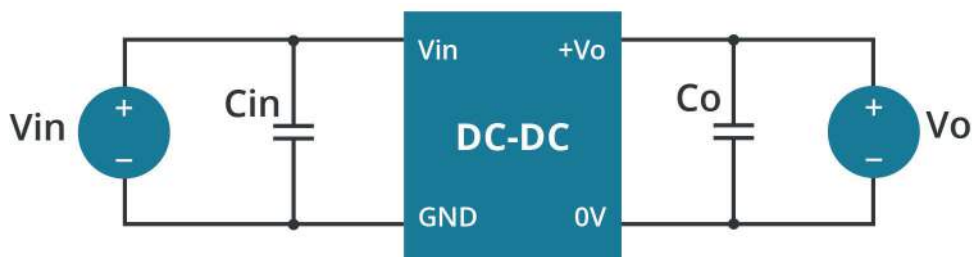 Vin
+Vo
Vin
Cin
+
−
DC-DC
Co
+
−
Vo
GND
0V